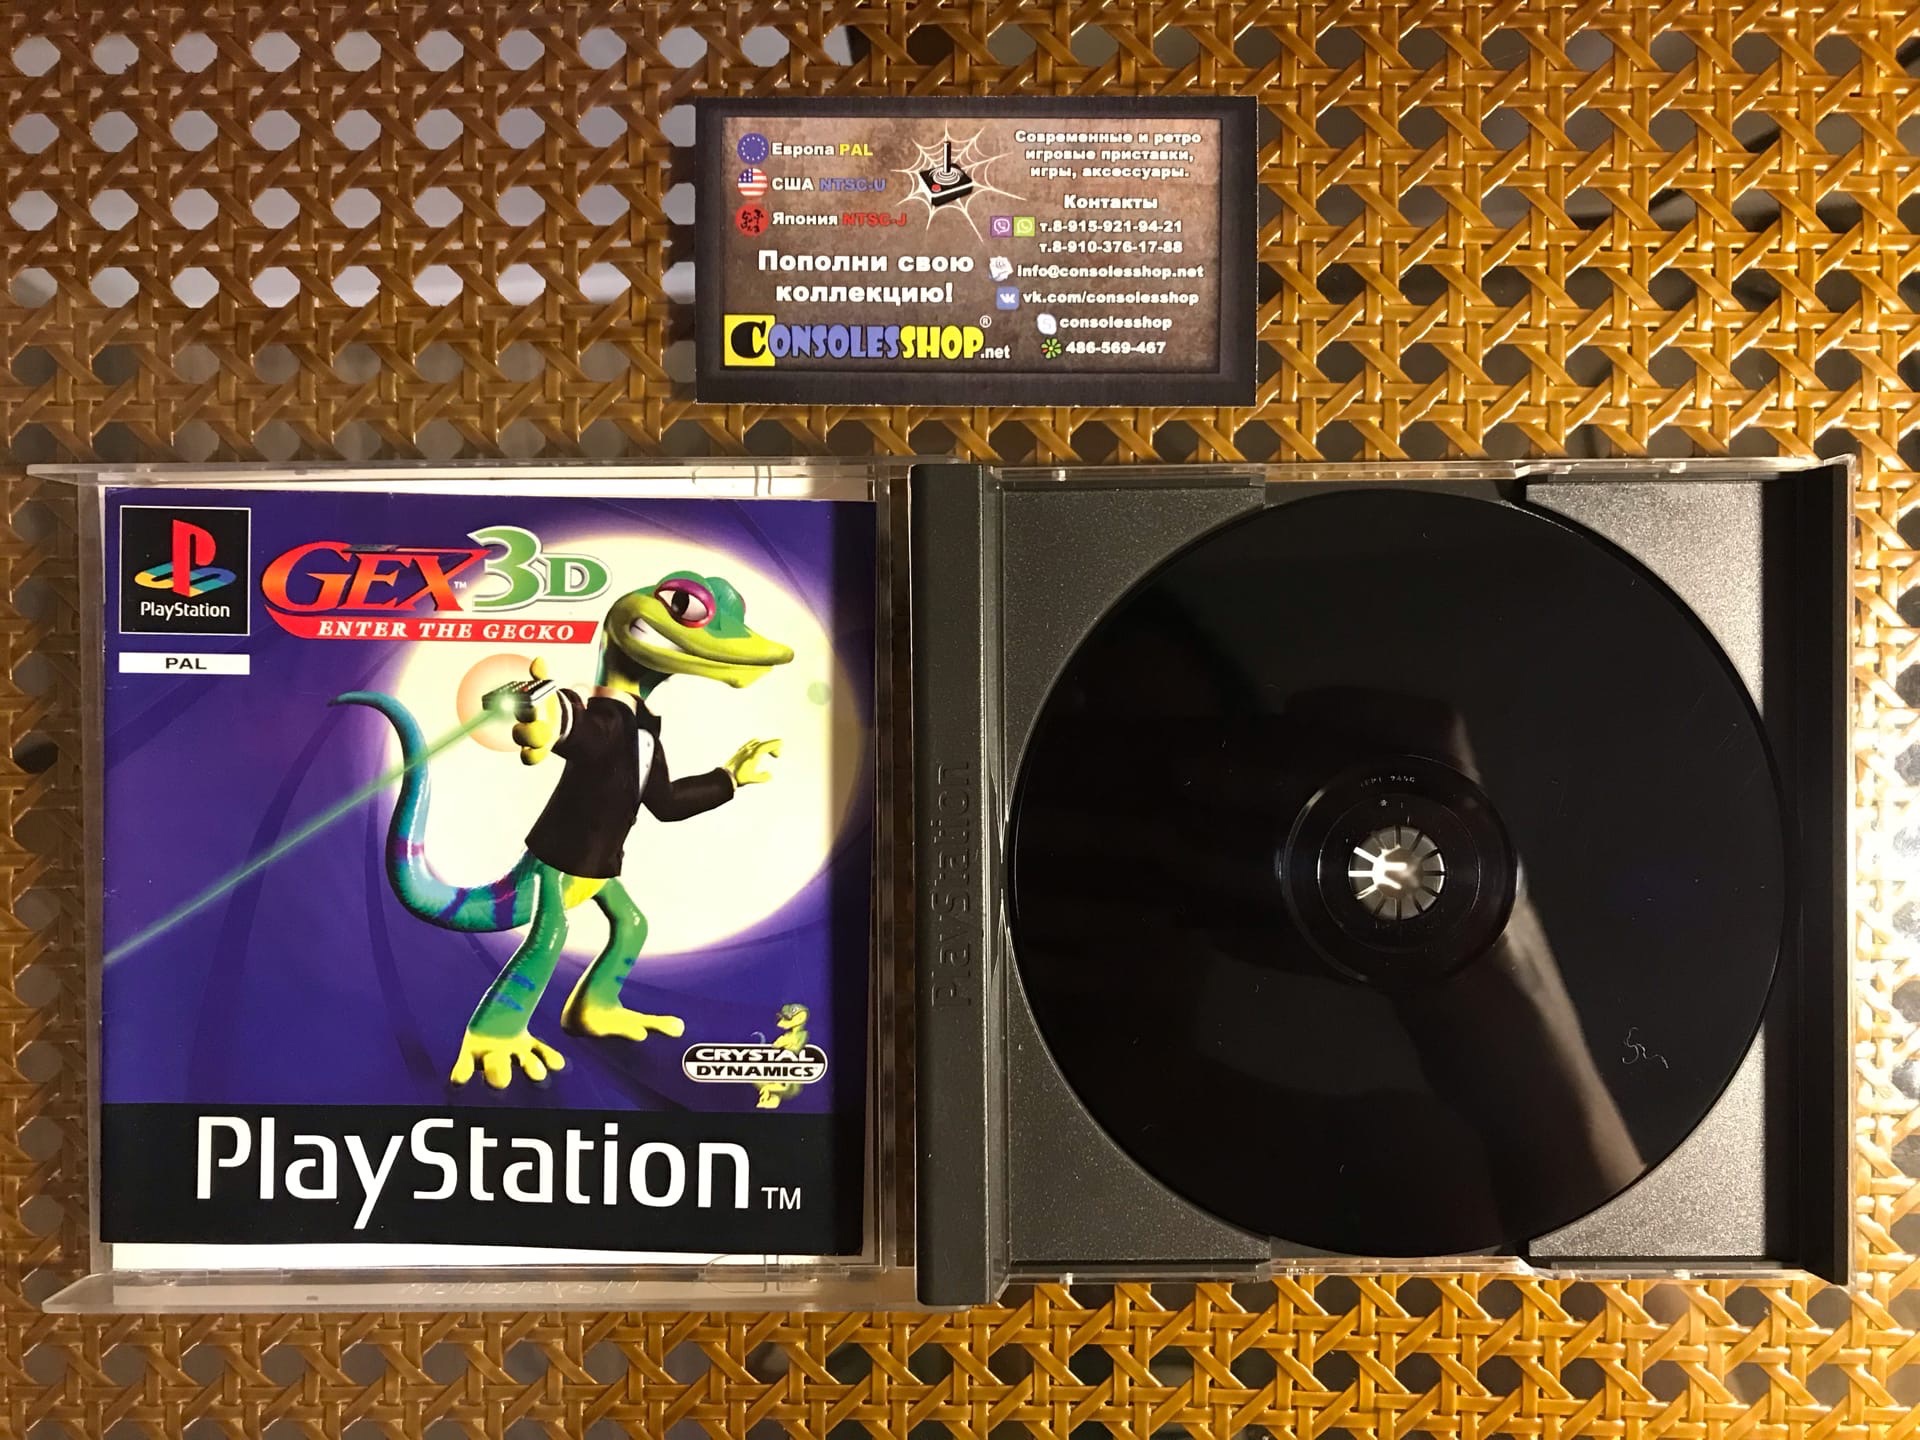 Европа PAL
США NTSC-U
Япония NTSC-J
Пополни свою
коллекцию!
CONSOLESSHOP.net
®
Современные и ретро
игровые приставки,
игры, аксессуары.
Контакты
т.8-915-921-94-21
т.8-910-376-17-88
info@consolesshop.net
vk.com/consolesshop
consolesshop
486-569-467
PlayStation
PAL
GEX™ 3D
ENTER THE GECKO
CRYSTAL
DYNAMICS
PlayStation™
PlayStation